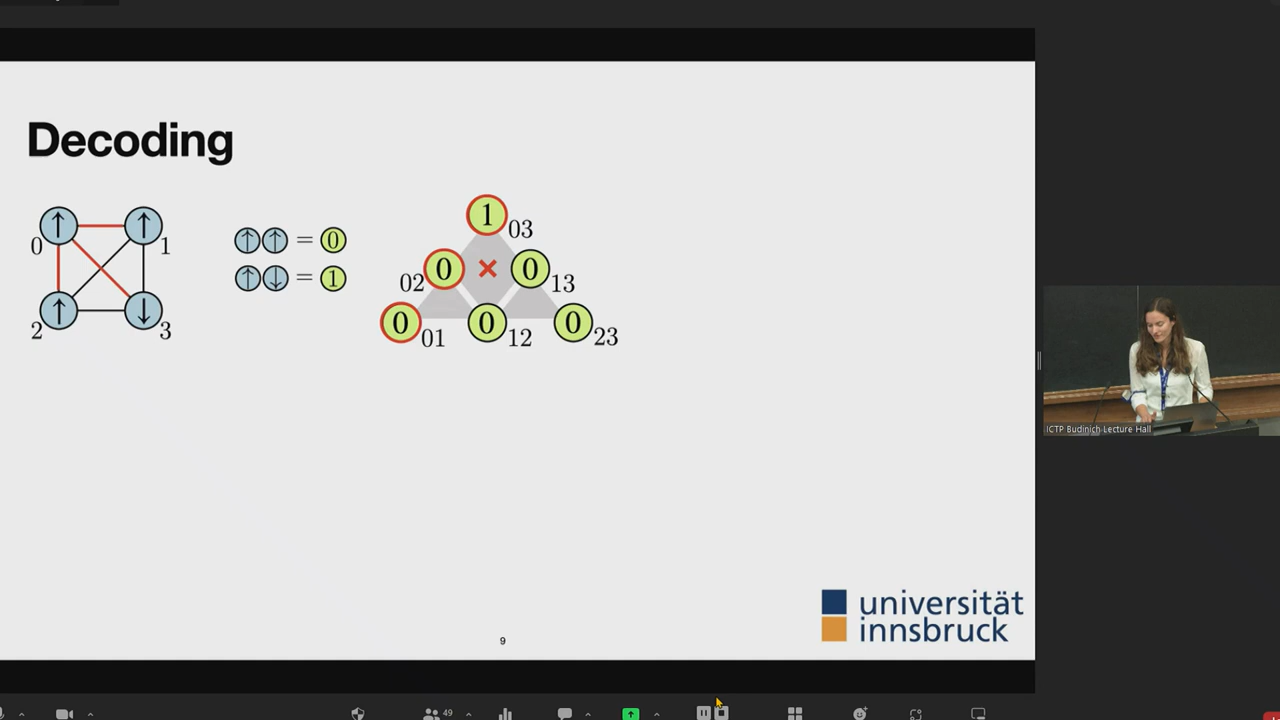 Decoding
↑ ↑
0 1
↑ ↓
2 3
↑↑ = 0
↑↓ = 1
1 03
02 0 × 0 13
0 01 0 12 0 23
9
universität
innsbruck
ICTP Budinich Lecture Hall
49